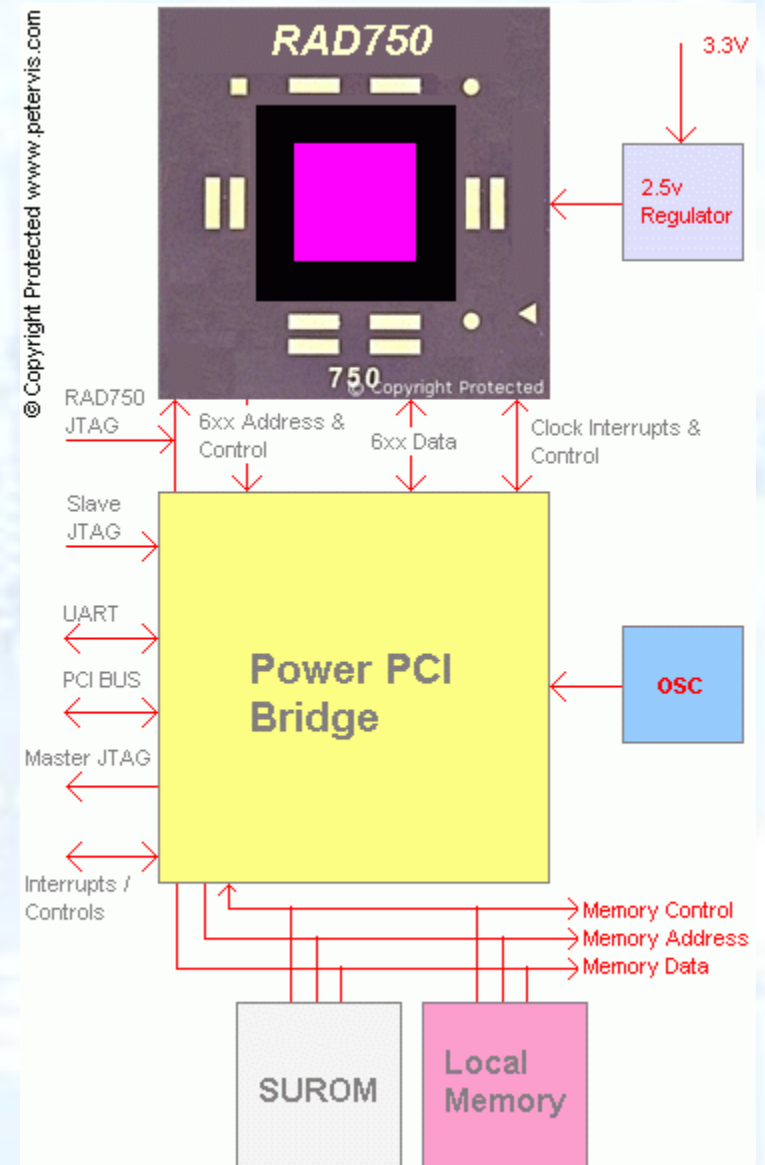 © Copyright Protected www.petervis.com
RAD750
3.3V
2.5v
Regulator
750
© Copyright Protected
RAD750
JTAG
6xx Address &
Control
6xx Data
Clock Interrupts &
Control
Slave
JTAG
UART
PCI BUS
Master JTAG
Interrupts /
Controls
Power PCI
Bridge
OSC
Memory Control
Memory Address
Memory Data
SUROM
Local
Memory